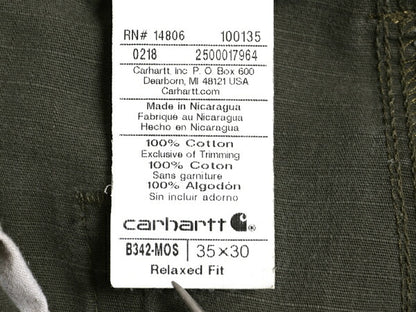 RN# 14806 100135
0218 2500017964
Carhartt, Inc P. O. Box 600
Dearborn, MI 48121 USA
Carhartt.com
Made in Nicaragua
Fabrique au Nicaragua
Hecho en Nicaragua
100% Cotton
Exclusive of Trimming
100% Coton
Sans garniture
100% Algodón
Sin incluir adorno
carhartt
B342-MOS 35×30
Relaxed Fit